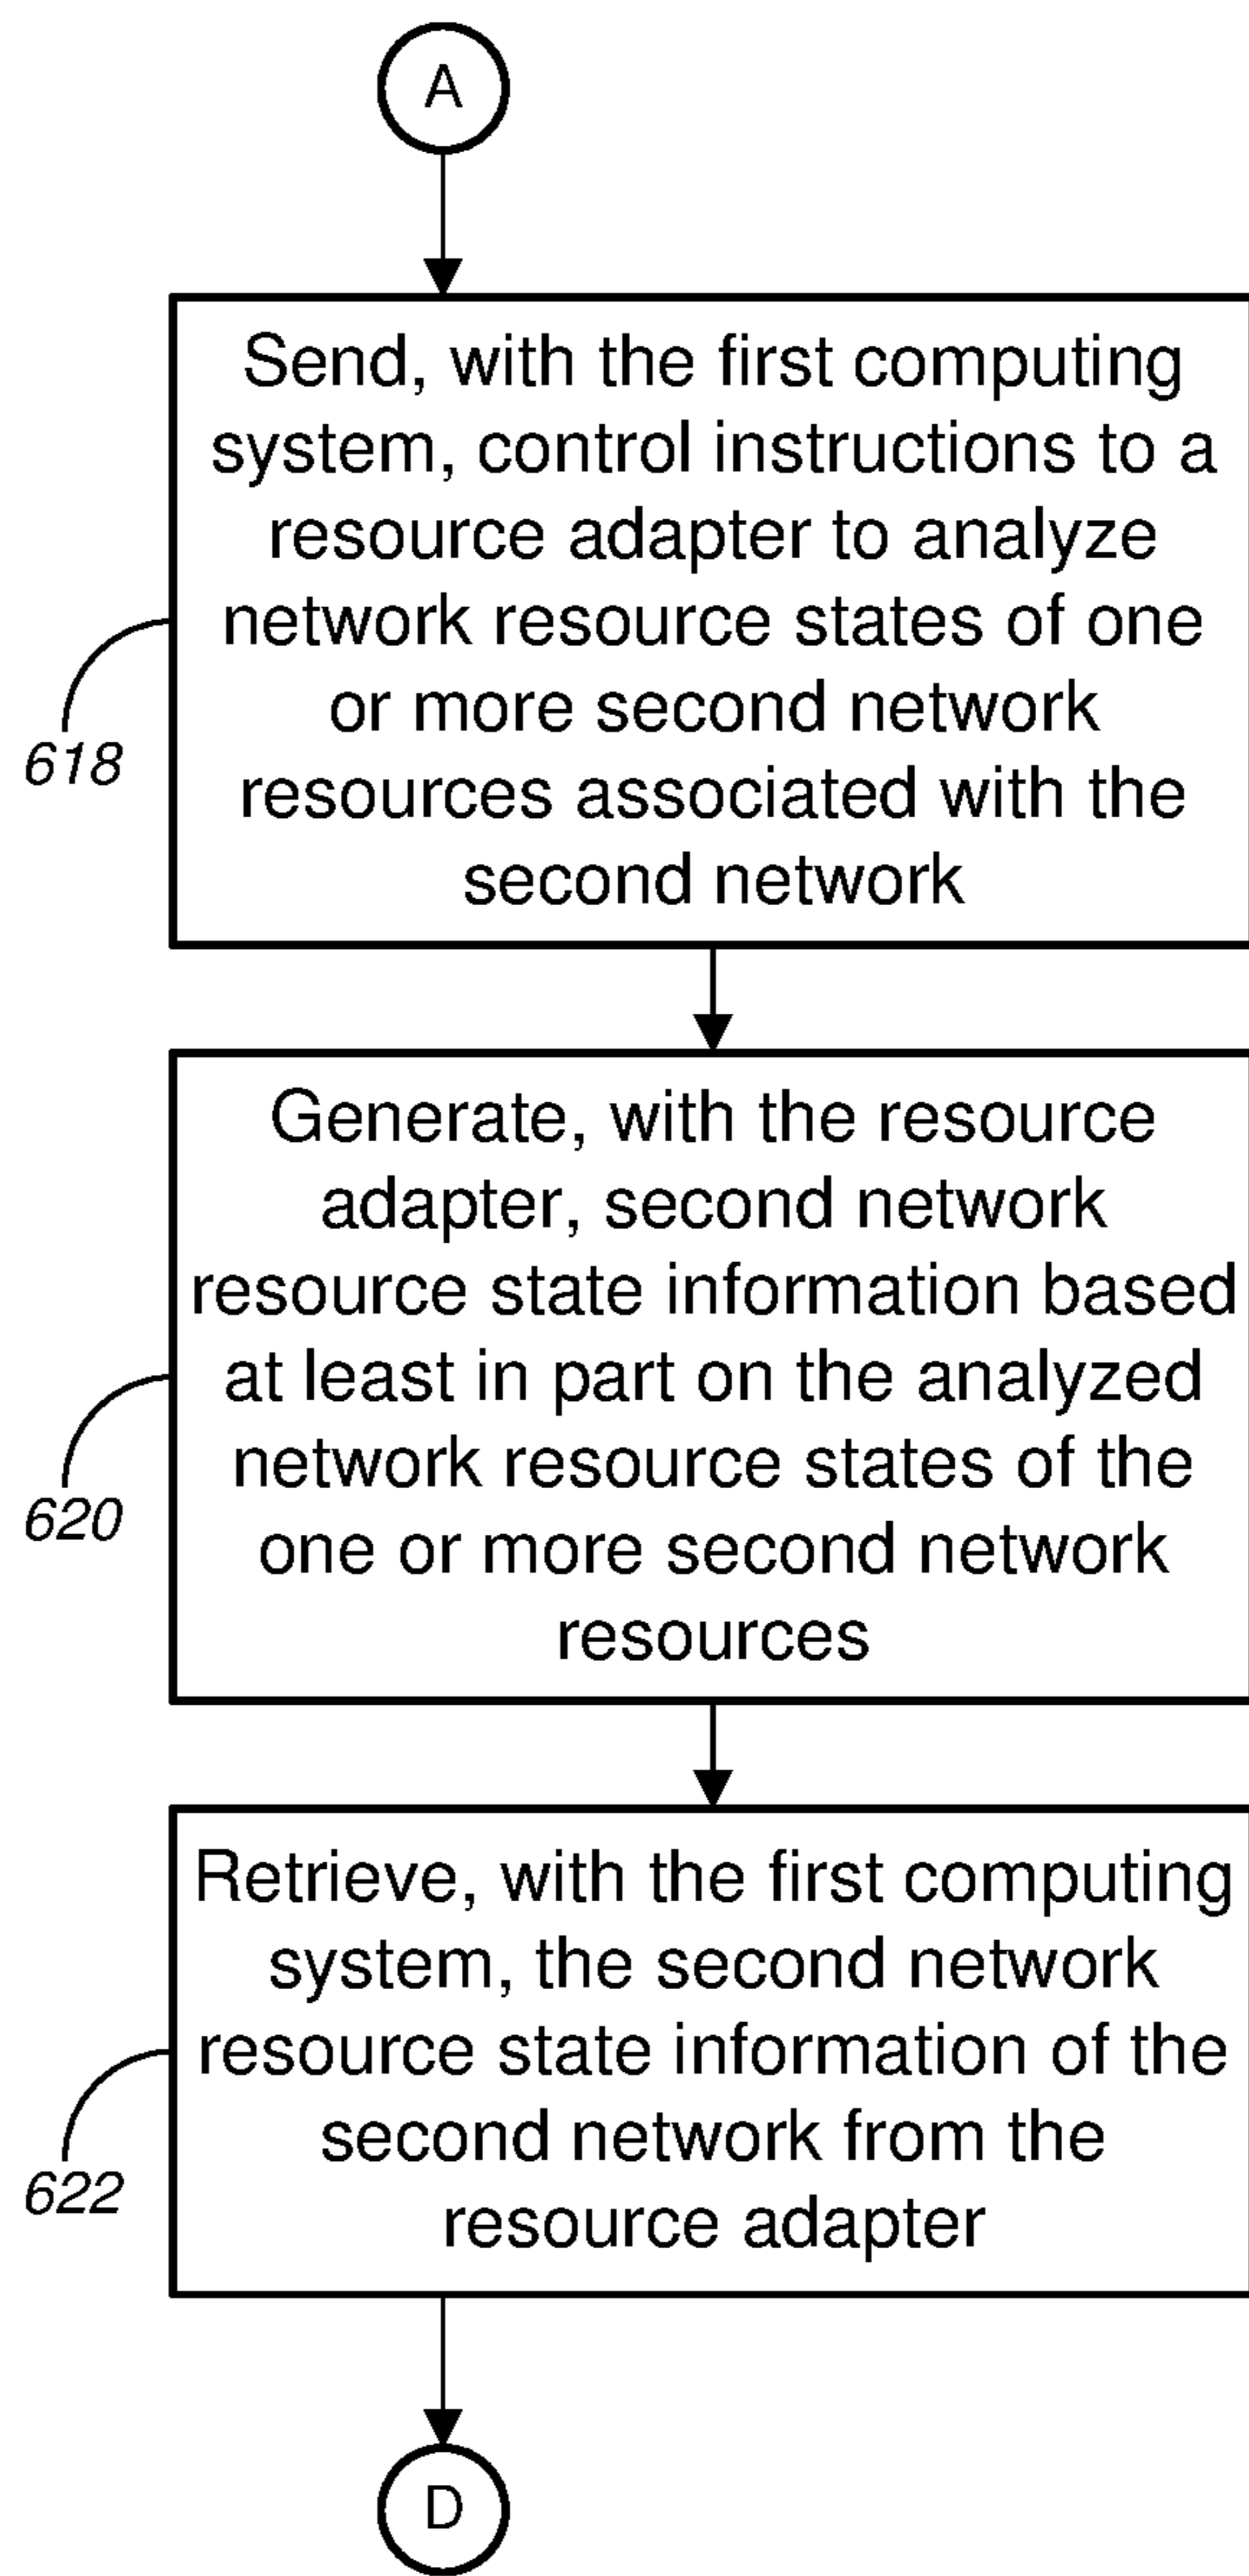 A
Send, with the first computing
system, control instructions to a
resource adapter to analyze
network resource states of one
or more second network
resources associated with the
second network
618
Generate, with the resource
adapter, second network
resource state information based
at least in part on the analyzed
network resource states of the
one or more second network
resources
620
Retrieve, with the first computing
system, the second network
resource state information of the
second network from the
resource adapter
622
D